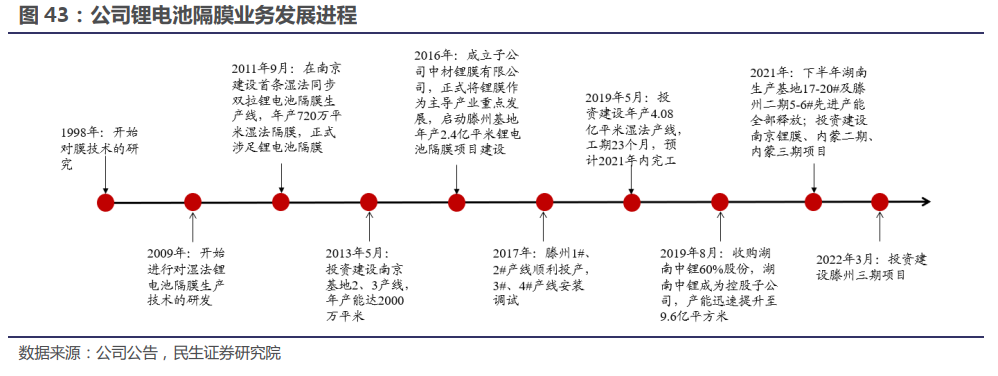 图 43：公司锂电池隔膜业务发展进程
1998年：开始
对膜技术的研
究
2009年：开始
进行对湿法锂
电池隔膜生产
技术的研发
2011年9月：在南京
建设首条湿法同步
双拉锂电池隔膜生
产线，年产720万平
米湿法隔膜，正式
涉足锂电池隔膜
2013年5月：
投资建设南京
基地2、3产线，
年产能达2000
万平米
2016年：成立子公
司中材锂膜有限公
司，正式将锂膜作
为主导产业重点发
展，启动滕州基地
年产2.4亿平米锂电
池隔膜项目建设
2017年：滕州1#、
2#产线顺利投产，
3#、4#产线安装
调试
2019年5月：投
资建设年产4.08
亿平米湿法产线，
工期23个月，预
计2021年内完工
2019年8月：收购湖
南中锂60%股份，湖
南中锂成为控股子公
司，产能迅速提升至
9.6亿平方米
2021年：下半年湖南
生产基地17-20#及滕
州二期5-6#先进产能
全部释放；投资建设
南京锂膜、内蒙二期、
内蒙三期项目
2022年3月：投资建
设滕州三期项目
数据来源：公司公告，民生证券研究院